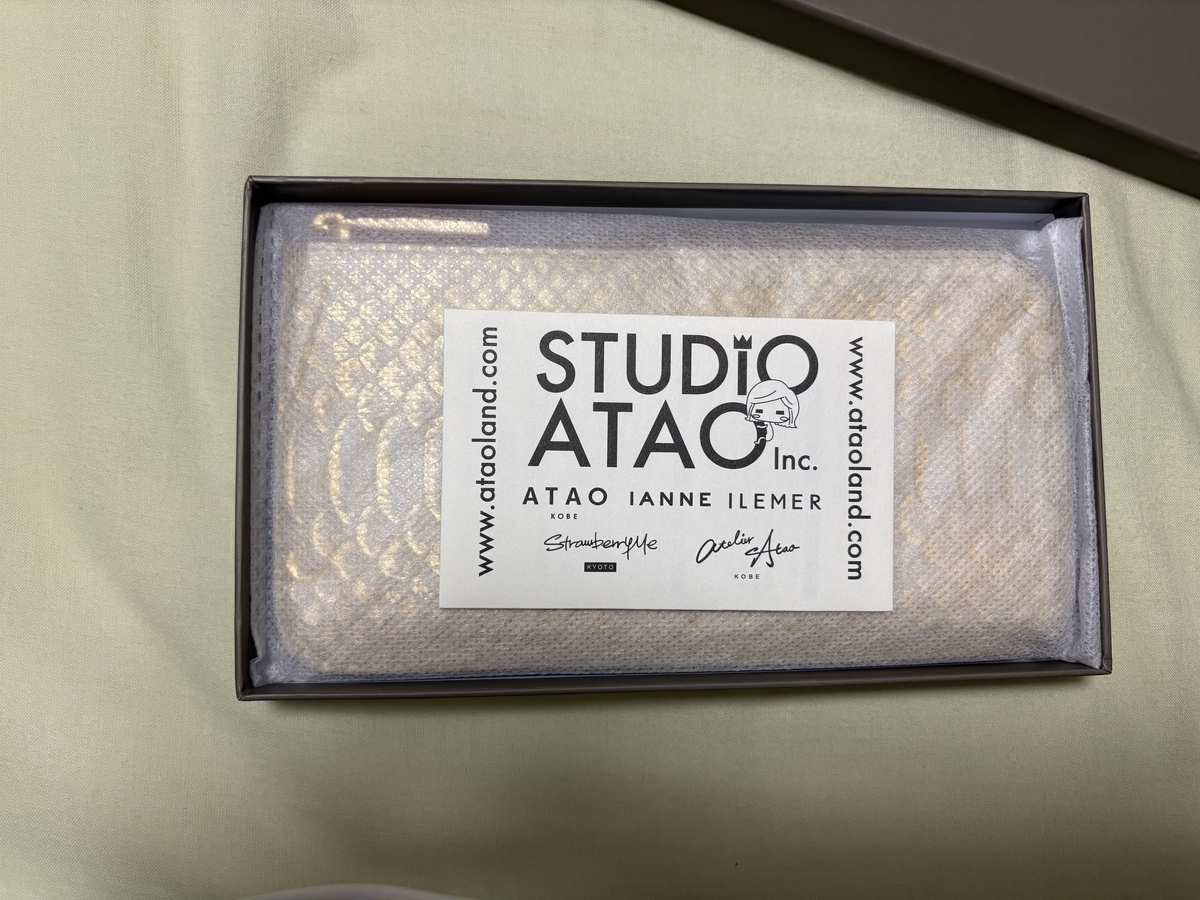 www.ataoland.com
STUDIO
ATAO
Inc.
ATAO IANNE ILEMER
KOBE
StrawberryMe
KYOTO
atelier Atao
KOBE
www.ataoland.com